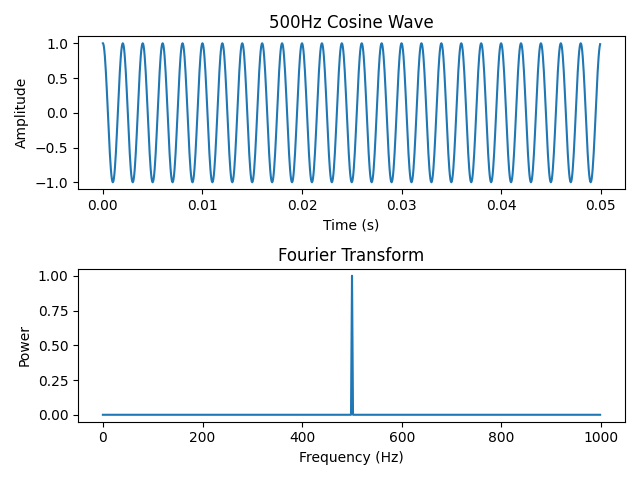 500Hz Cosine Wave
1.0
0.5
0.0
−0.5
−1.0
Amplitude
0.00 0.01 0.02 0.03 0.04 0.05
Time (s)
Fourier Transform
1.00
0.75
0.50
0.25
0.00
Power
0 200 400 600 800 1000
Frequency (Hz)